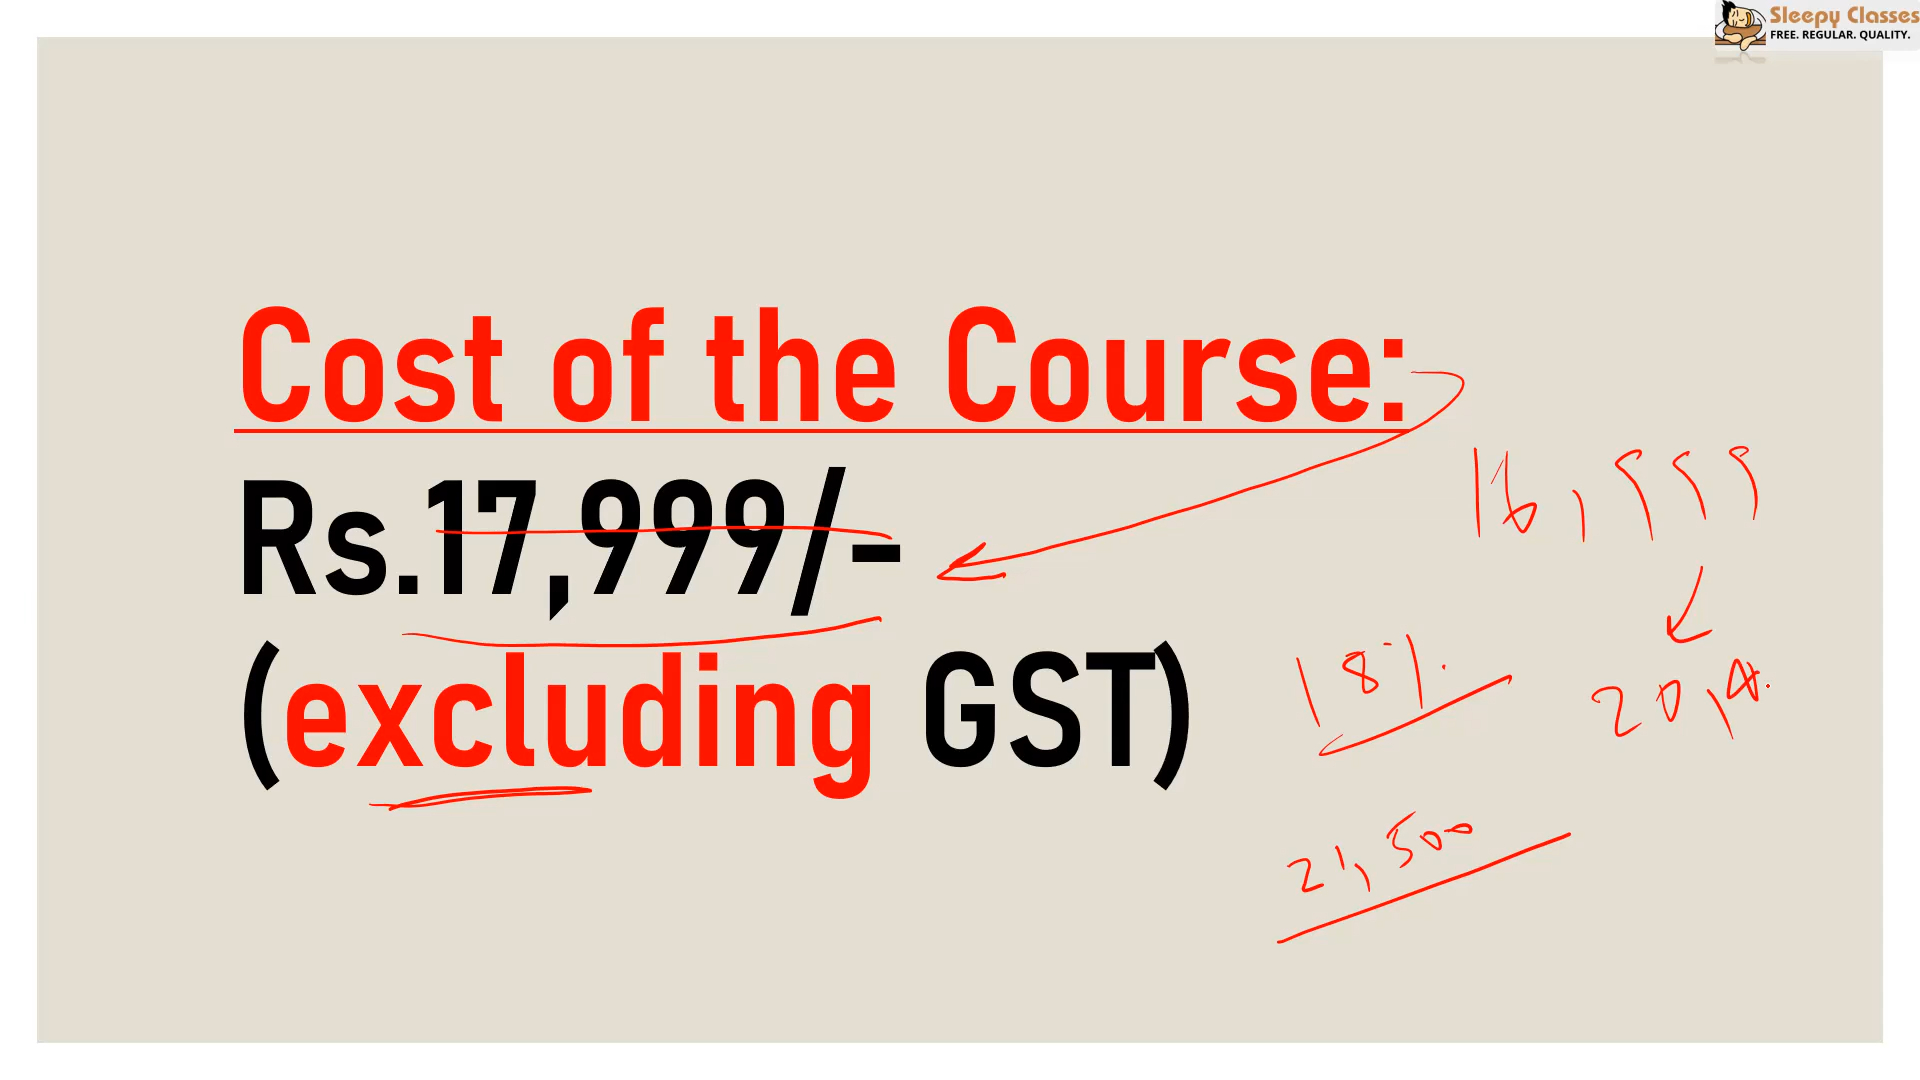 Sleepy Classes
FREE. REGULAR. QUALITY.
Cost of the Course:
Rs.17,999/-
(excluding GST)
16,999
18%
21,500